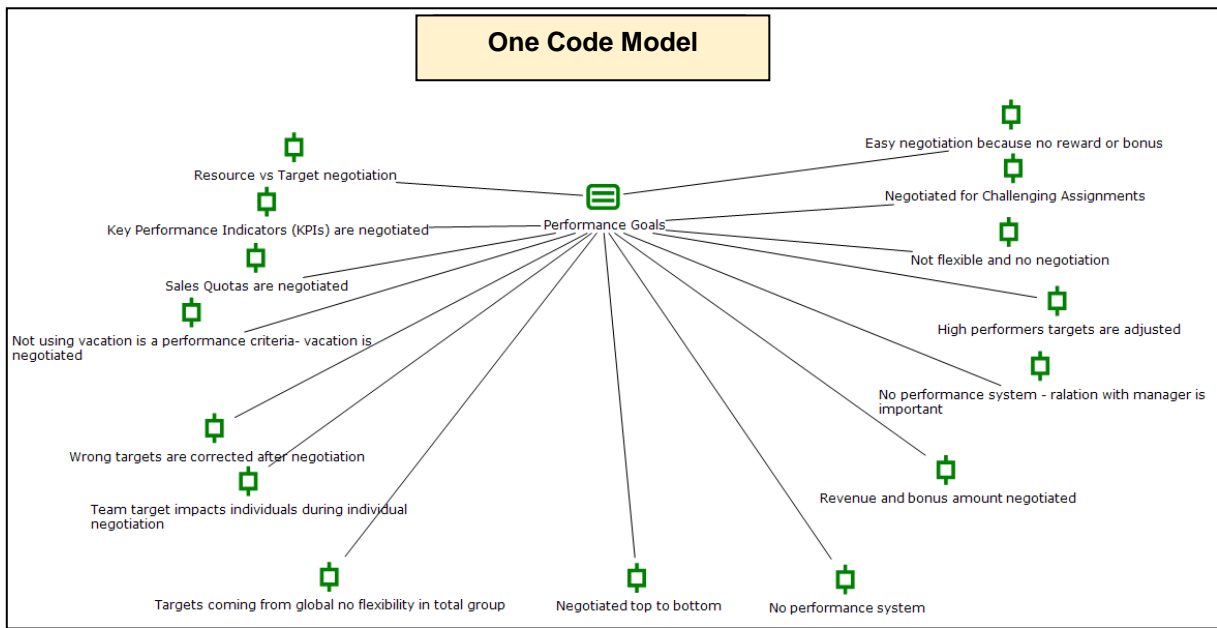 One Code Model
Easy negotiation because no reward or bonus
Resource vs Target negotiation
Negotiated for Challenging Assignments
Performance Goals
Key Performance Indicators (KPIs) are negotiated
Not flexible and no negotiation
Sales Quotas are negotiated
High performers targets are adjusted
Not using vacation is a performance criteria- vacation is
negotiated
No performance system - ralation with manager is
important
Wrong targets are corrected after negotiation
Revenue and bonus amount negotiated
Team target impacts individuals during individual
negotiation
Targets coming from global no flexibility in total group
Negotiated top to bottom
No performance system